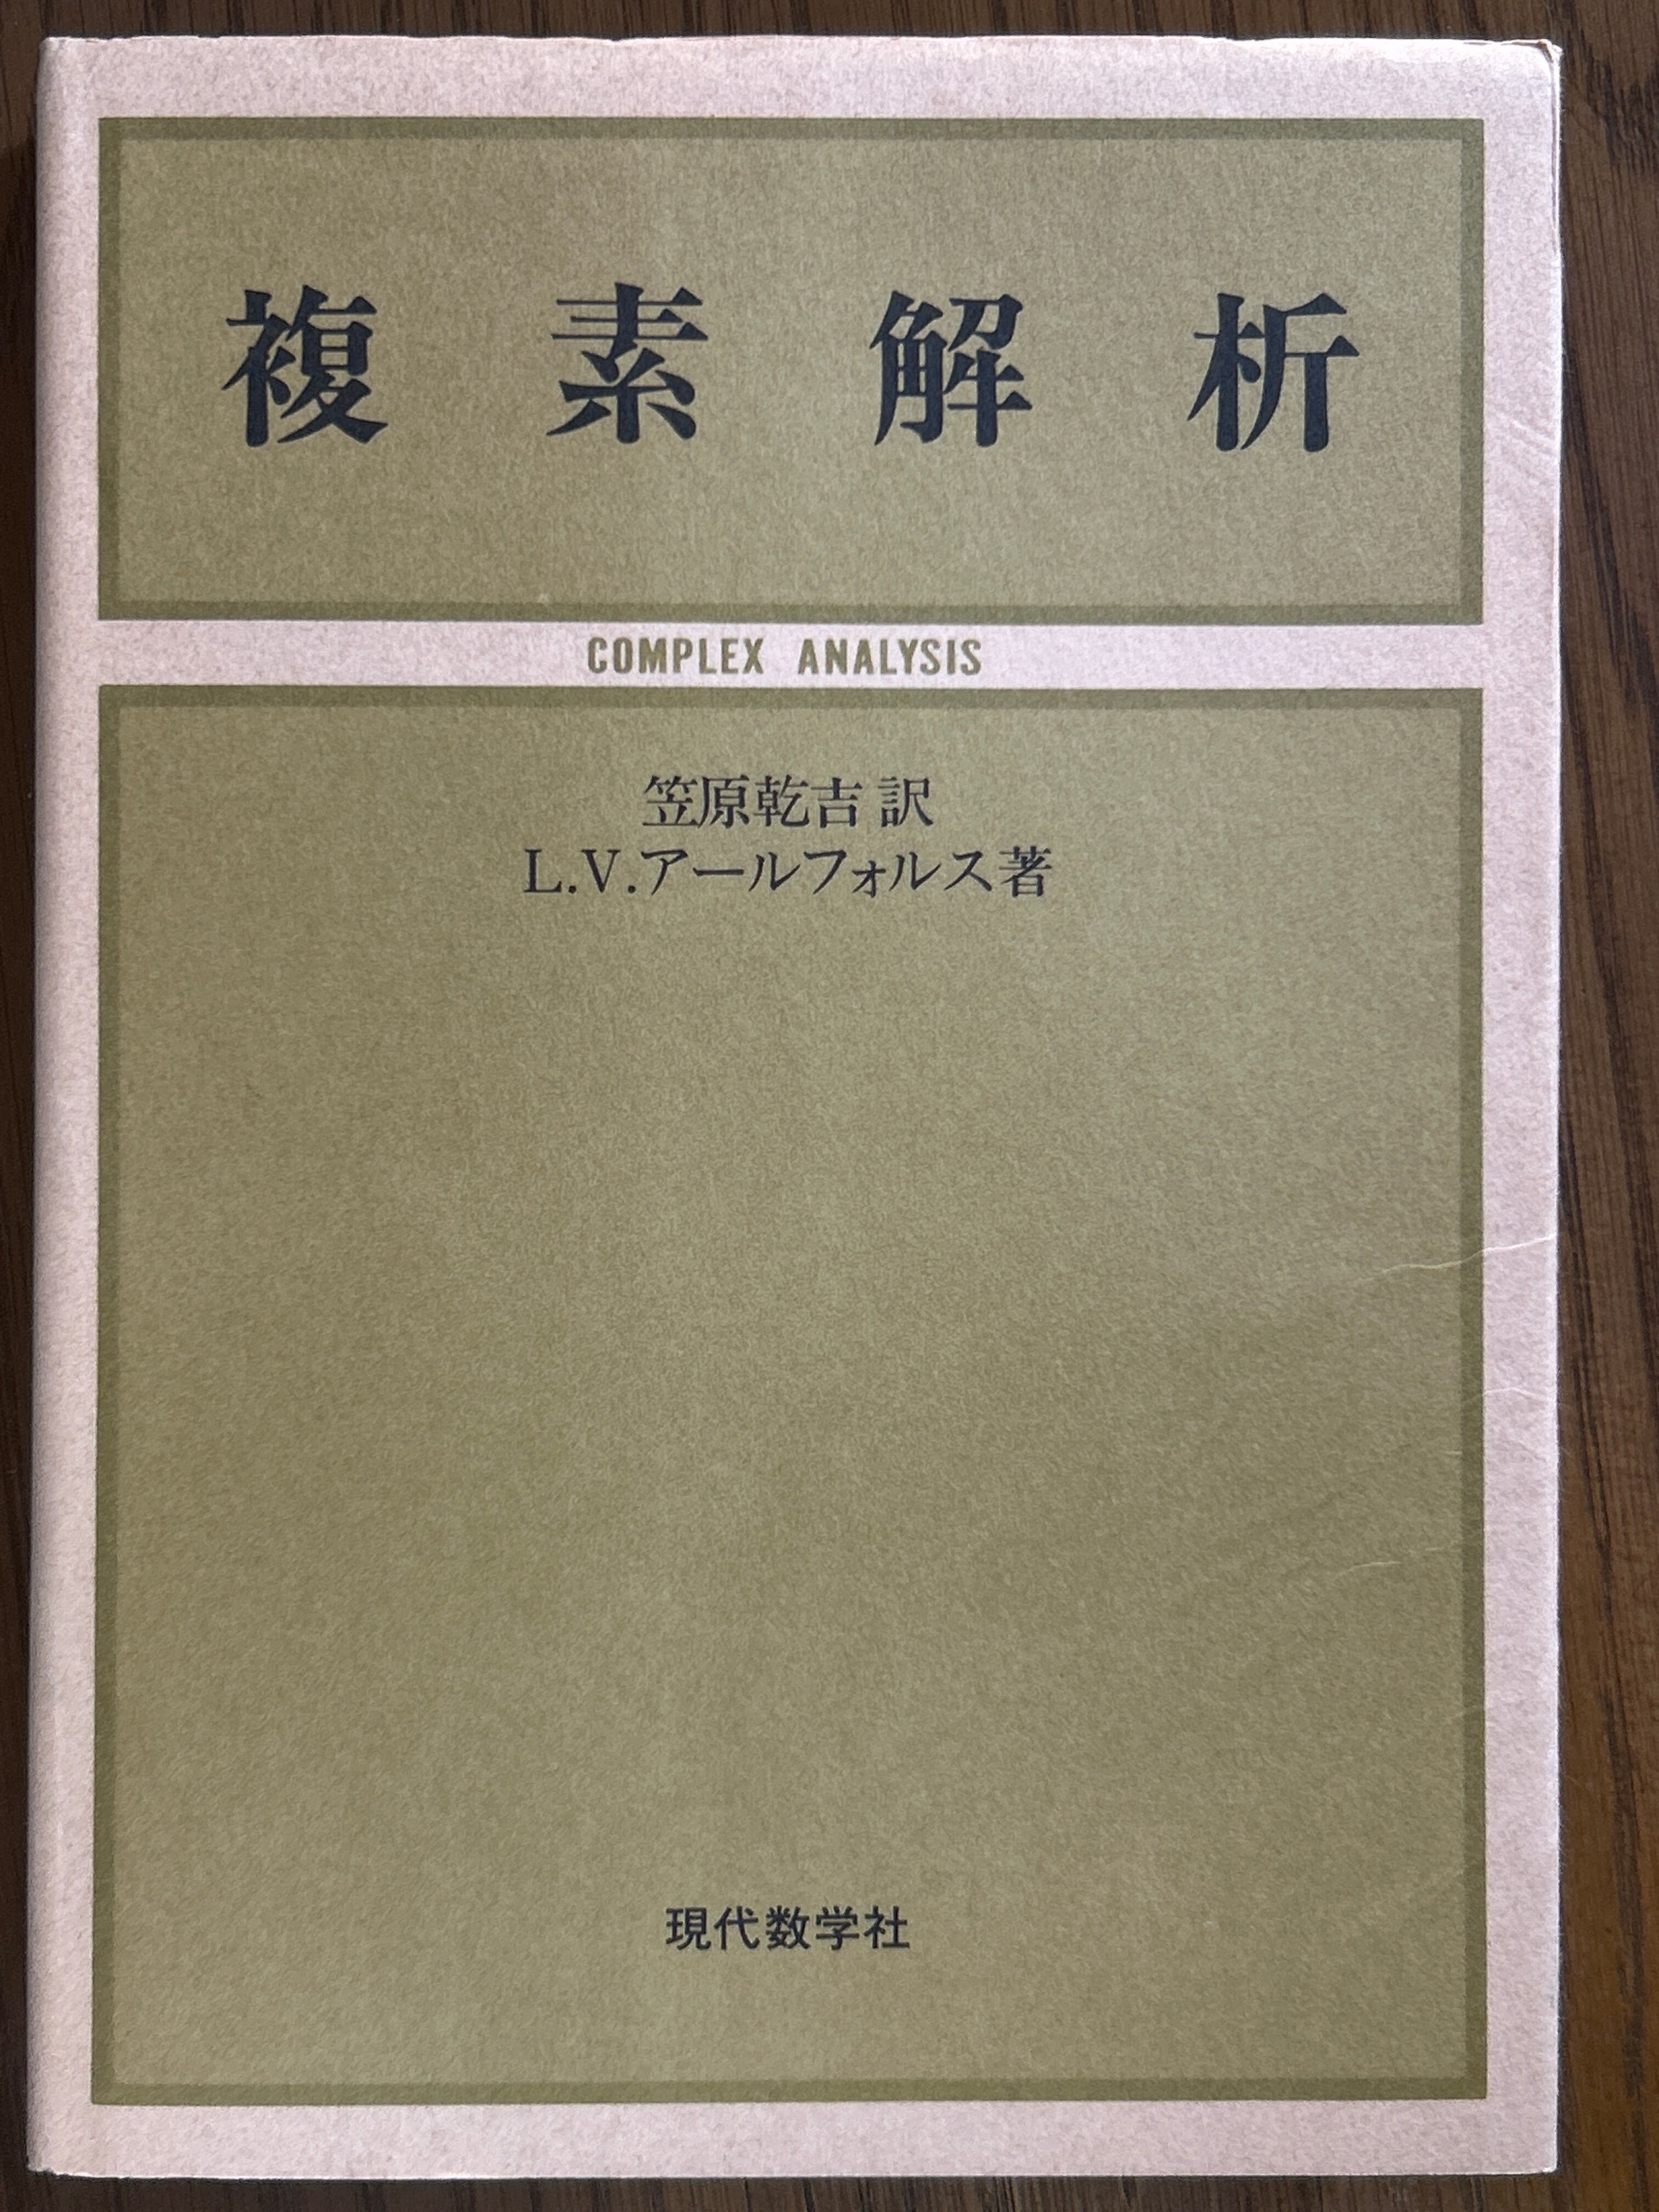 複素解析
COMPLEX ANALYSIS
笠原乾吉 訳
L.V.アールフォルス著
現代数学社